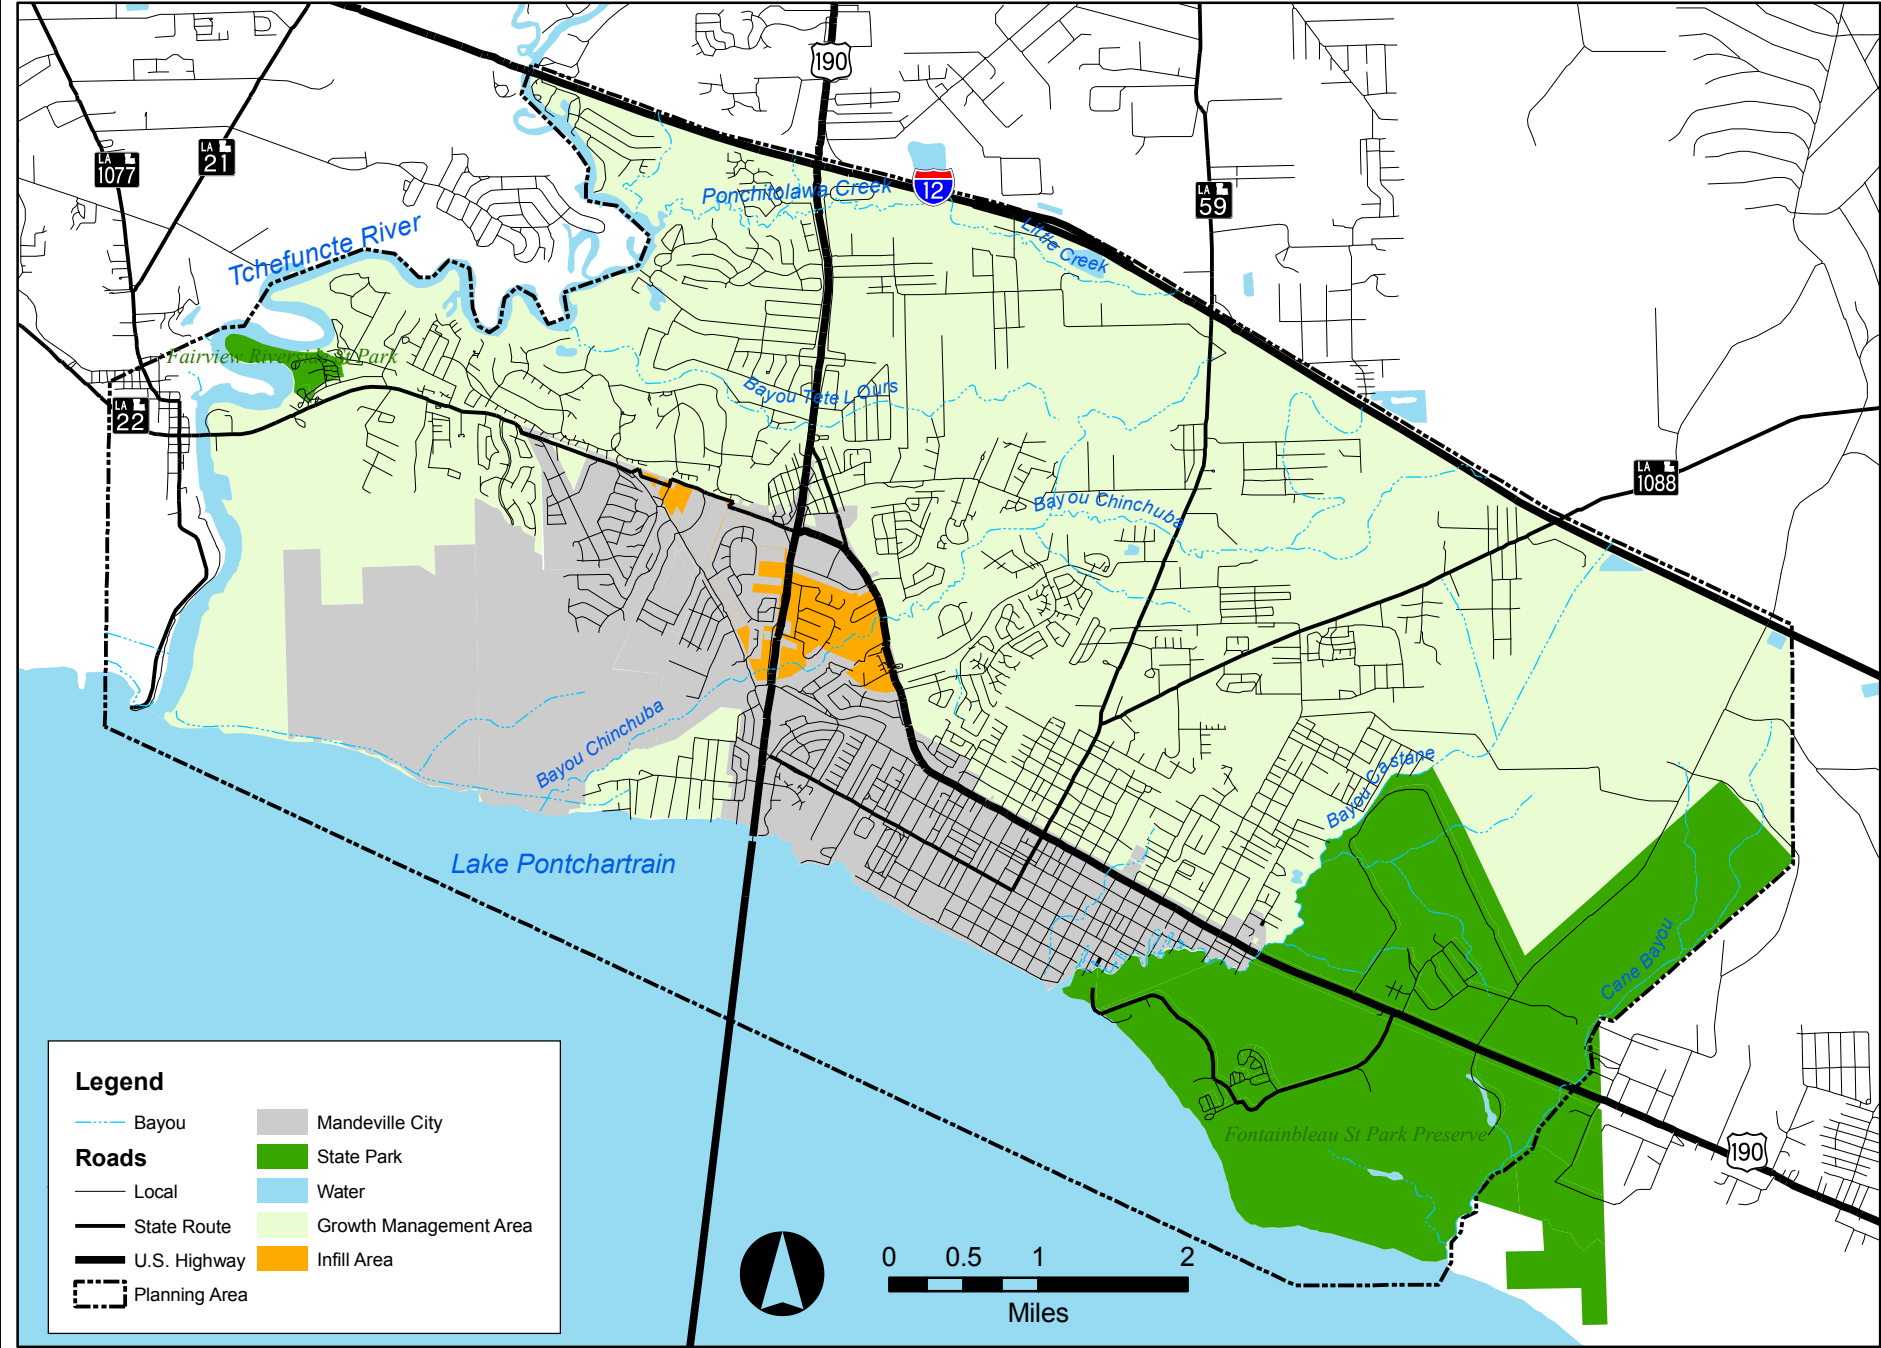 190
LA
1077
LA
21
Ponchitolawa Creek
12
LA
59
Little Creek
Tchefuncte River
Fairview Riverside St Park
LA
22
Bayou Tete L Ours
LA
1088
Bayou Chinchuba
Bayou Chinchuba
Bayou Castane
Lake Pontchartrain
Cane Bayou
Fontainbleau St Park Preserve
190
Legend
Bayou
Roads
Local
State Route
U.S. Highway
Planning Area
Mandeville City
State Park
Water
Growth Management Area
Infill Area
0 0.5 1 2
Miles